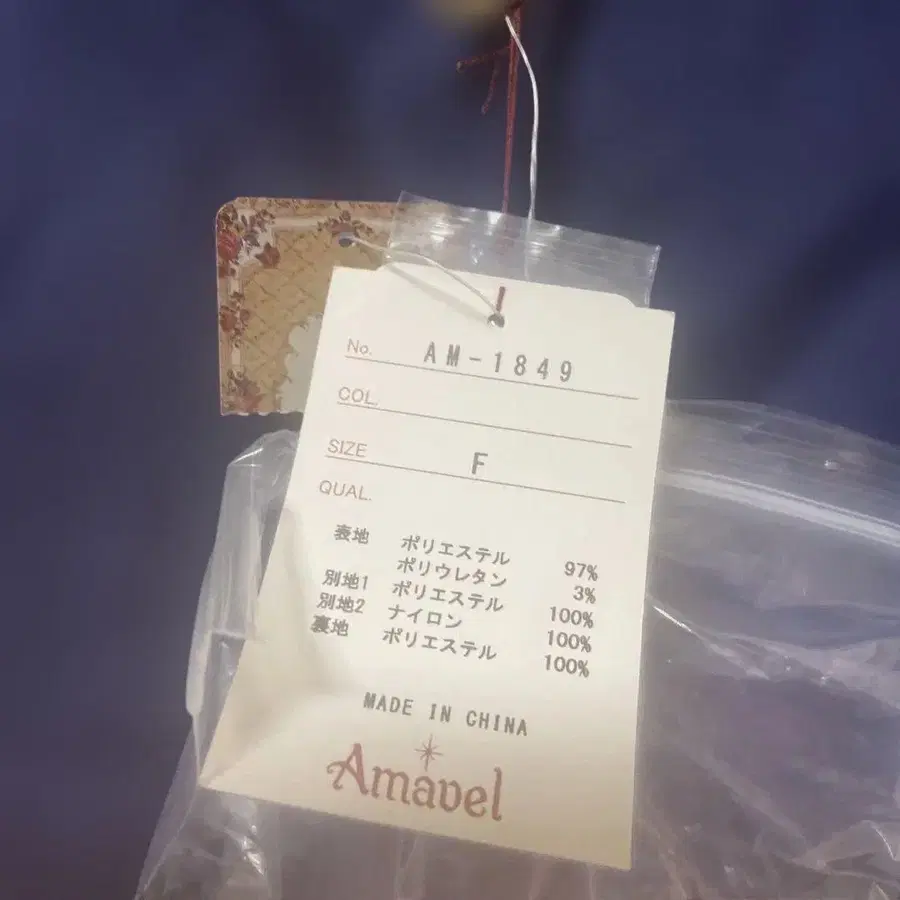 No. AM-1849
COL.
SIZE F
QUAL.
表地 ポリエステル 97%
ポリウレタン 3%
別地1 ポリエステル 100%
別地2 ナイロン 100%
裏地 ポリエステル 100%
MADE IN CHINA
Amavel